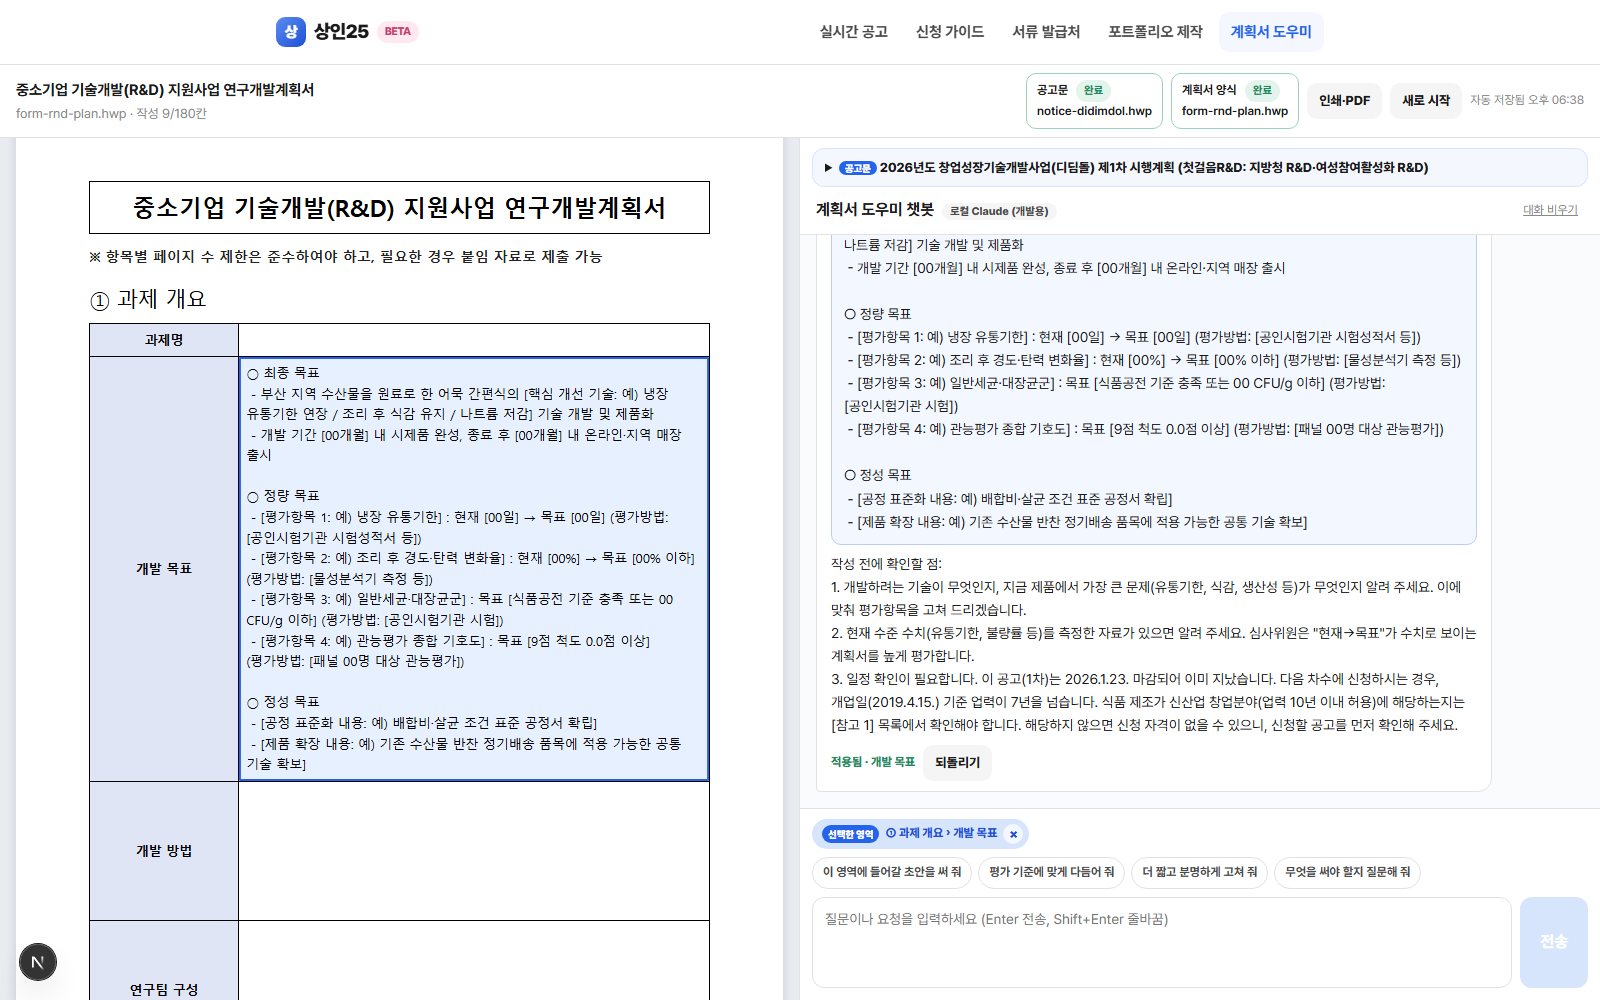 상 상인25 BETA
실시간 공고 신청 가이드 서류 발급처 포트폴리오 제작 계획서 도우미
중소기업 기술개발(R&D) 지원사업 연구개발계획서
form-rnd-plan.hwp · 작성 9/180칸
공고문 완료
notice-didimdol.hwp
계획서 양식 완료
form-rnd-plan.hwp
인쇄·PDF
새로 시작
자동 저장됨 오후 06:38
중소기업 기술개발(R&D) 지원사업 연구개발계획서
※ 항목별 페이지 수 제한은 준수하여야 하고, 필요한 경우 붙임 자료로 제출 가능
① 과제 개요
과제명
개발 목표
○ 최종 목표
- 부산 지역 수산물을 원료로 한 어묵 간편식의 [핵심 개선 기술: 예) 냉장
유통기한 연장 / 조리 후 식감 유지 / 나트륨 저감] 기술 개발 및 제품화
- 개발 기간 [00개월] 내 시제품 완성, 종료 후 [00개월] 내 온라인·지역 매장
출시
○ 정량 목표
- [평가항목 1: 예) 냉장 유통기한] : 현재 [00일] → 목표 [00일] (평가방법:
[공인시험기관 시험성적서 등])
- [평가항목 2: 예) 조리 후 경도·탄력 변화율] : 현재 [00%] → 목표 [00% 이하]
(평가방법: [물성분석기 측정 등])
- [평가항목 3: 예) 일반세균·대장균군] : 목표 [식품공전 기준 충족 또는 00
CFU/g 이하] (평가방법: [공인시험기관 시험])
- [평가항목 4: 예) 관능평가 종합 기호도] : 목표 [9점 척도 0.0점 이상]
(평가방법: [패널 00명 대상 관능평가])
○ 정성 목표
- [공정 표준화 내용: 예) 배합비·살균 조건 표준 공정서 확립]
- [제품 확장 내용: 예) 기존 수산물 반찬 정기배송 품목에 적용 가능한 공통
기술 확보]
개발 방법
연구팀 구성
N
▶ 공고문 2026년도 창업성장기술개발사업(디딤돌) 제1차 시행계획 (첫걸음R&D: 지방청 R&D·여성참여활성화 R&D)
계획서 도우미 챗봇 로컬 Claude (개발용)
대화 비우기
나트륨 저감] 기술 개발 및 제품화
- 개발 기간 [00개월] 내 시제품 완성, 종료 후 [00개월] 내 온라인·지역 매장 출시
○ 정량 목표
- [평가항목 1: 예) 냉장 유통기한] : 현재 [00일] → 목표 [00일] (평가방법: [공인시험기관 시험성적서 등])
- [평가항목 2: 예) 조리 후 경도·탄력 변화율] : 현재 [00%] → 목표 [00% 이하] (평가방법: [물성분석기 측정 등])
- [평가항목 3: 예) 일반세균·대장균군] : 목표 [식품공전 기준 충족 또는 00 CFU/g 이하] (평가방법:
[공인시험기관 시험])
- [평가항목 4: 예) 관능평가 종합 기호도] : 목표 [9점 척도 0.0점 이상] (평가방법: [패널 00명 대상 관능평가])
○ 정성 목표
- [공정 표준화 내용: 예) 배합비·살균 조건 표준 공정서 확립]
- [제품 확장 내용: 예) 기존 수산물 반찬 정기배송 품목에 적용 가능한 공통 기술 확보]
작성 전에 확인할 점:
1. 개발하려는 기술이 무엇인지, 지금 제품에서 가장 큰 문제(유통기한, 식감, 생산성 등)가 무엇인지 알려 주세요. 이에
맞춰 평가항목을 고쳐 드리겠습니다.
2. 현재 수준 수치(유통기한, 불량률 등)를 측정한 자료가 있으면 알려 주세요. 심사위원은 "현재→목표"가 수치로 보이는
계획서를 높게 평가합니다.
3. 일정 확인이 필요합니다. 이 공고(1차)는 2026.1.23. 마감되어 이미 지났습니다. 다음 차수에 신청하시는 경우,
개업일(2019.4.15.) 기준 업력이 7년을 넘습니다. 식품 제조가 신산업 창업분야(업력 10년 이내 허용)에 해당하는지는
[참고 1] 목록에서 확인해야 합니다. 해당하지 않으면 신청 자격이 없을 수 있으니, 신청할 공고를 먼저 확인해 주세요.
적용됨 · 개발 목표 되돌리기
선택한 영역 ① 과제 개요 › 개발 목표 ×
이 영역에 들어갈 초안을 써 줘 평가 기준에 맞게 다듬어 줘 더 짧고 분명하게 고쳐 줘 무엇을 써야 할지 질문해 줘
질문이나 요청을 입력하세요 (Enter 전송, Shift+Enter 줄바꿈)
전송